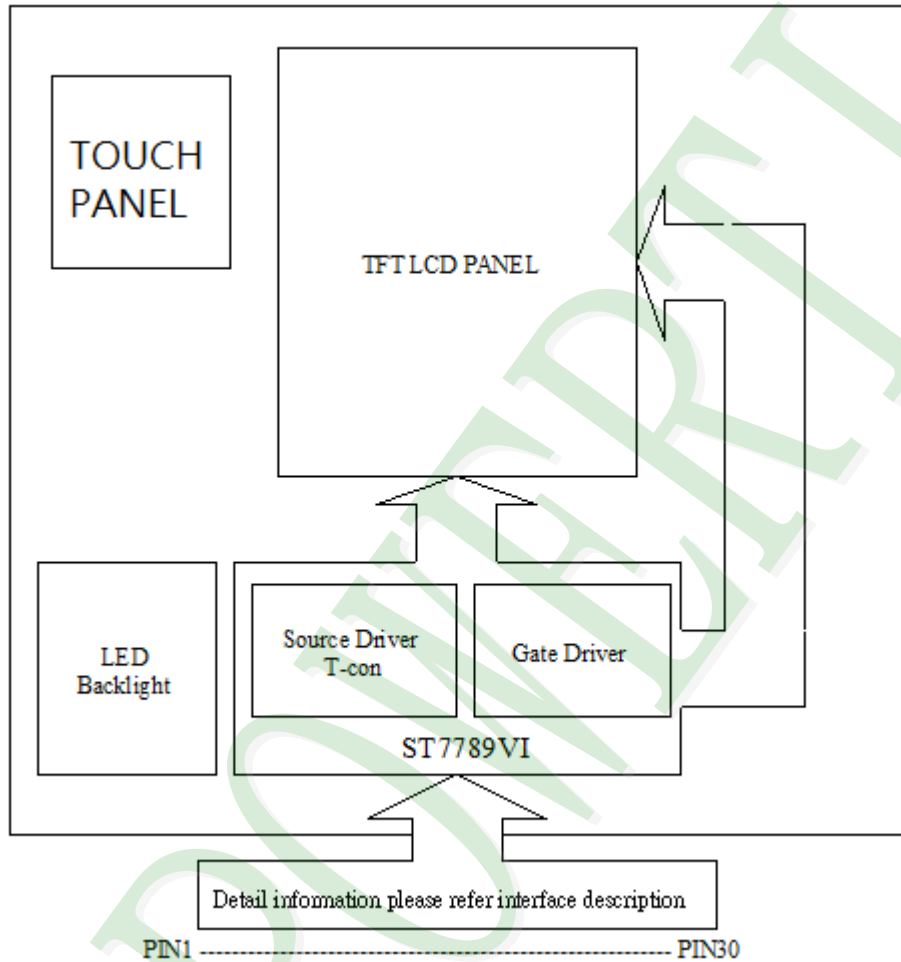 TOUCH
PANEL
TFT LCD PANEL
LED
Backlight
Source Driver
T-con
Gate Driver
ST7789VI
Detail information please refer interface description
PIN1 ---------------------------------------------------------- PIN30